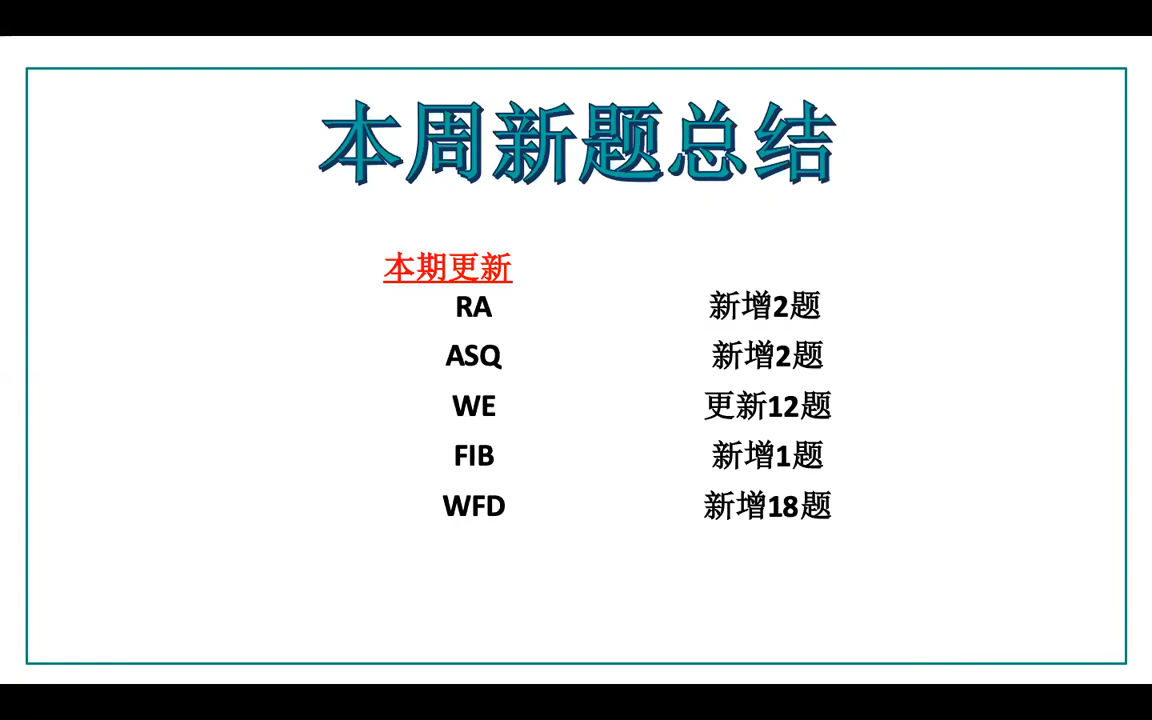 本周新题总结
本期更新
RA 新增2题
ASQ 新增2题
WE 更新12题
FIB 新增1题
WFD 新增18题